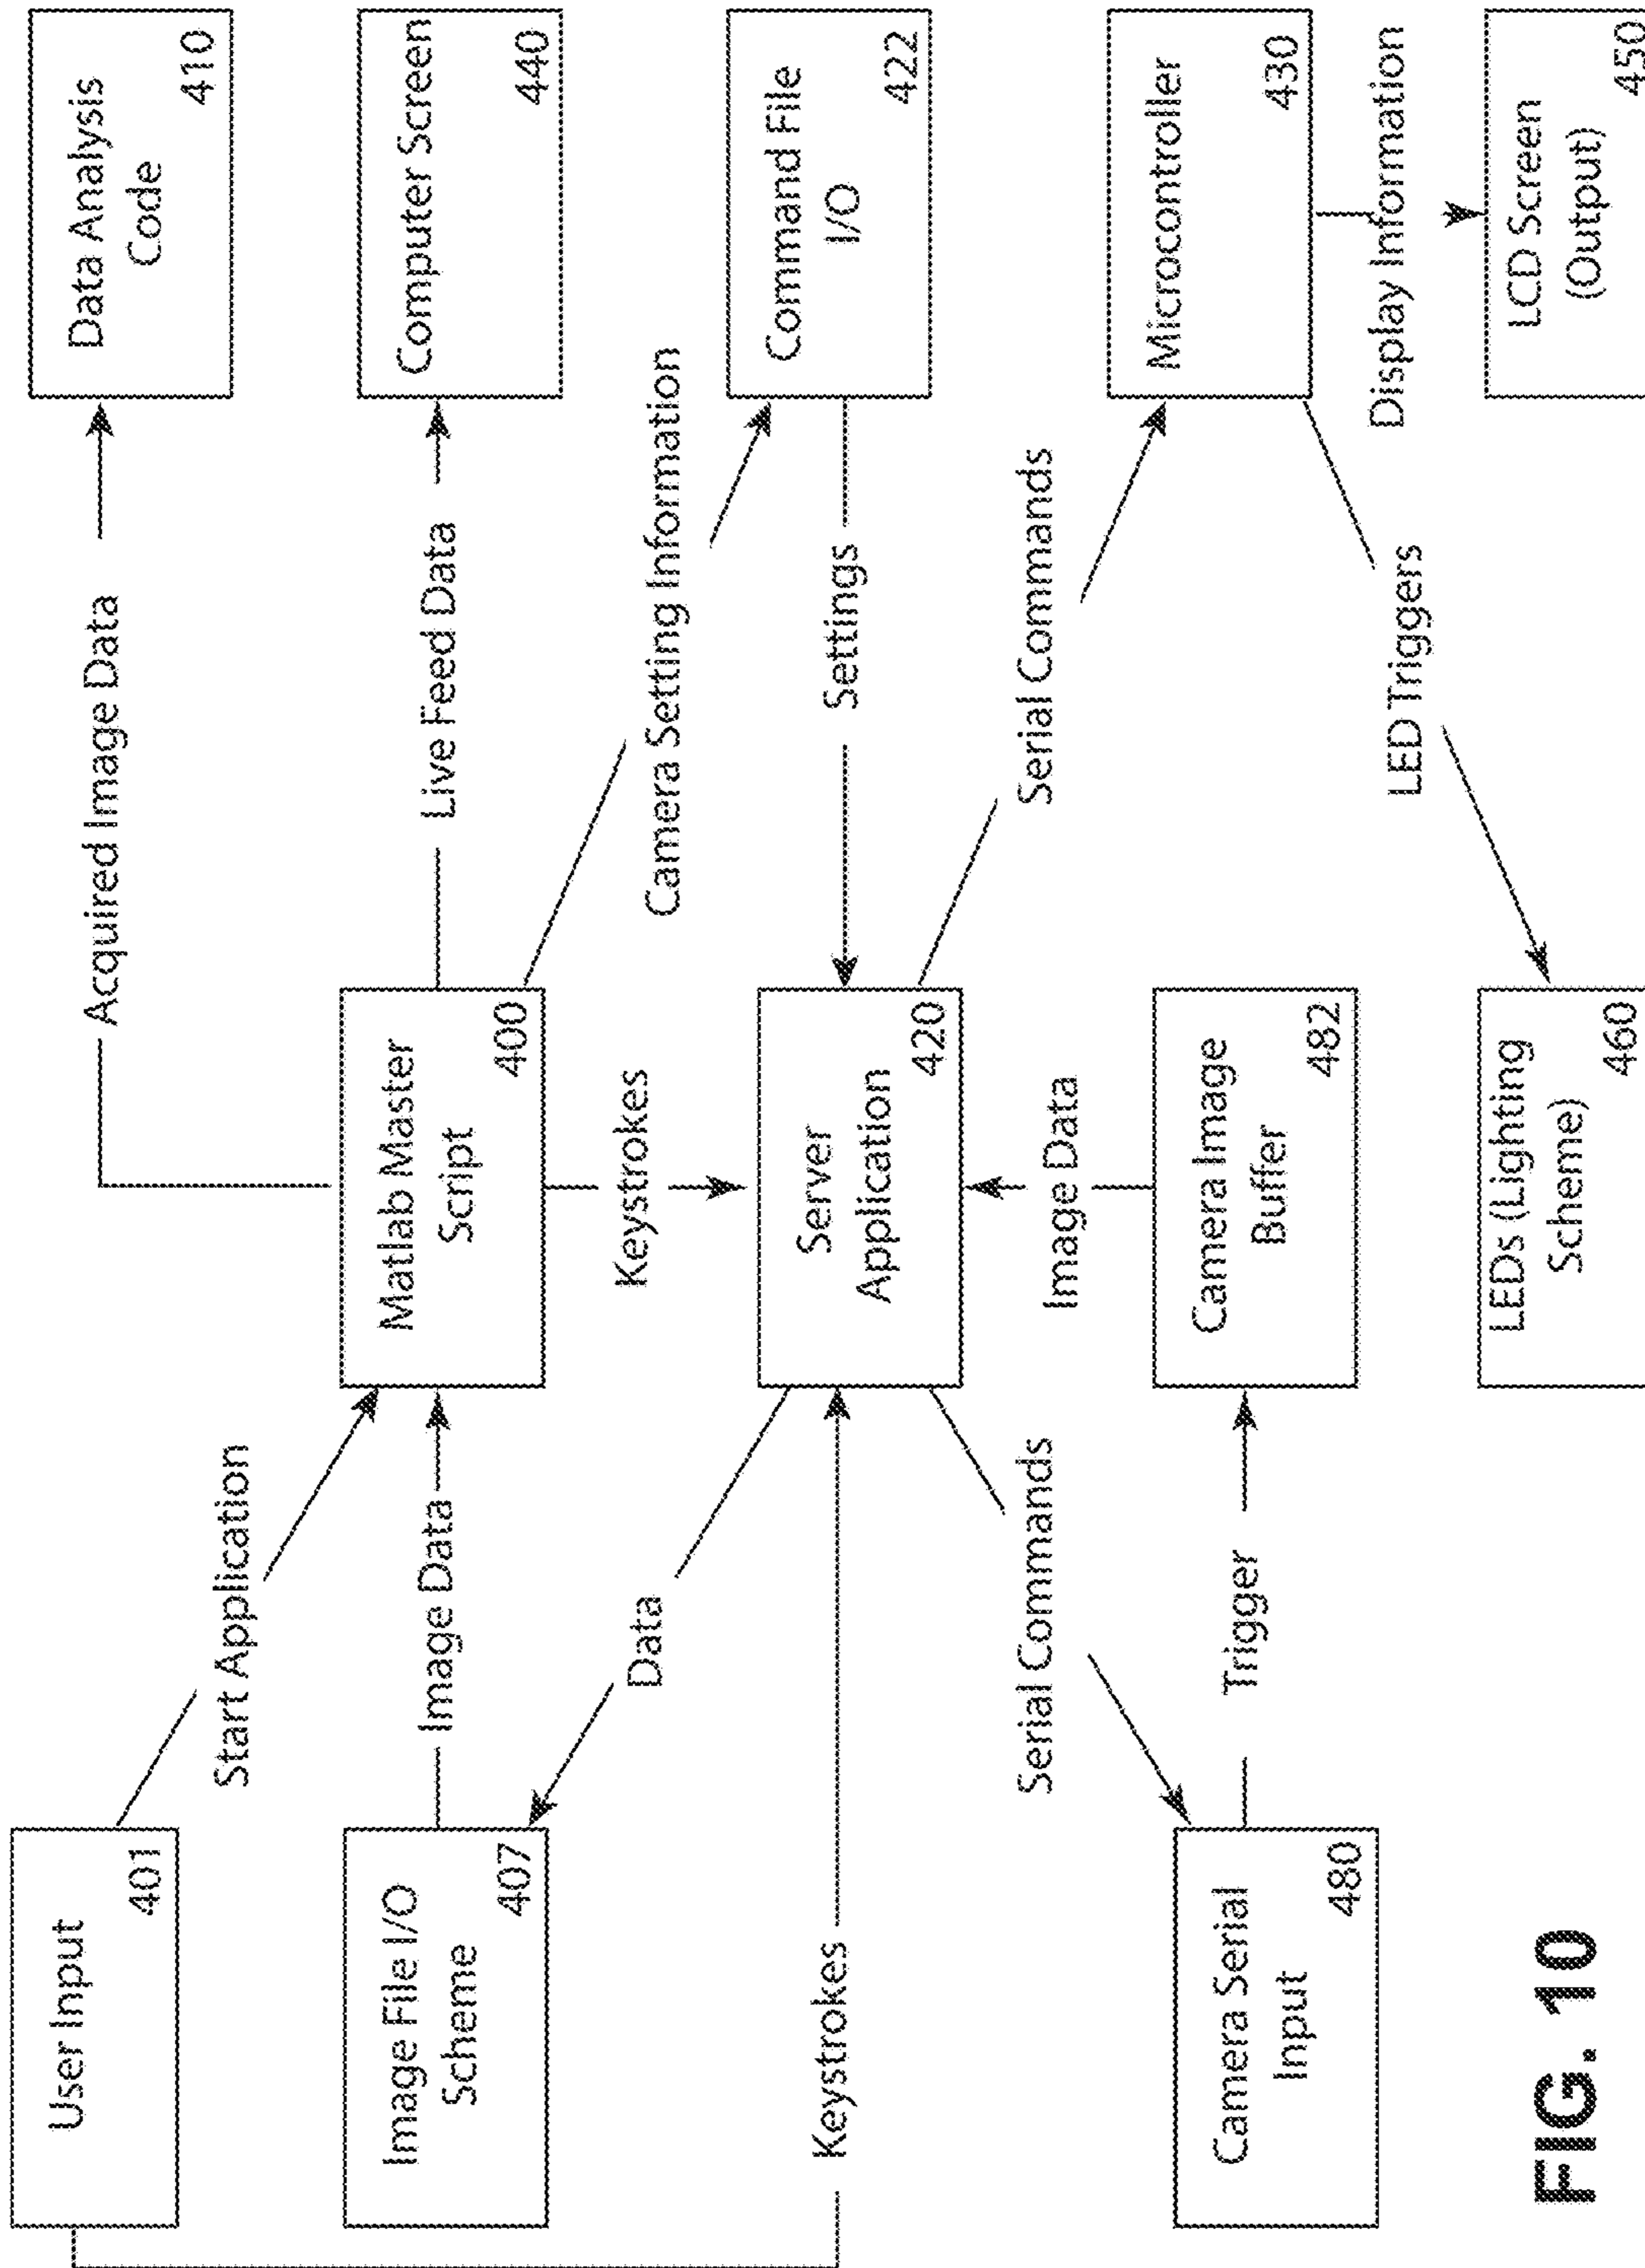 User Input
401
Start Application
Image File I/O
Scheme
407
Image Data
Data
Keystrokes
Camera Serial
Input
480
Serial Commands
Trigger
Acquired Image Data
Matlab Master
Script
400
Live Feed Data
Keystrokes
Camera Setting Information
Server
Application
420
Settings
Image Data
Serial Commands
Camera Image
Buffer
482
LED Triggers
LEDs (Lighting
Scheme)
460
Data Analysis
Code
410
Computer Screen
440
Command File
I/O
422
Microcontroller
430
Display Information
LCD Screen
(Output)
450
FIG. 10